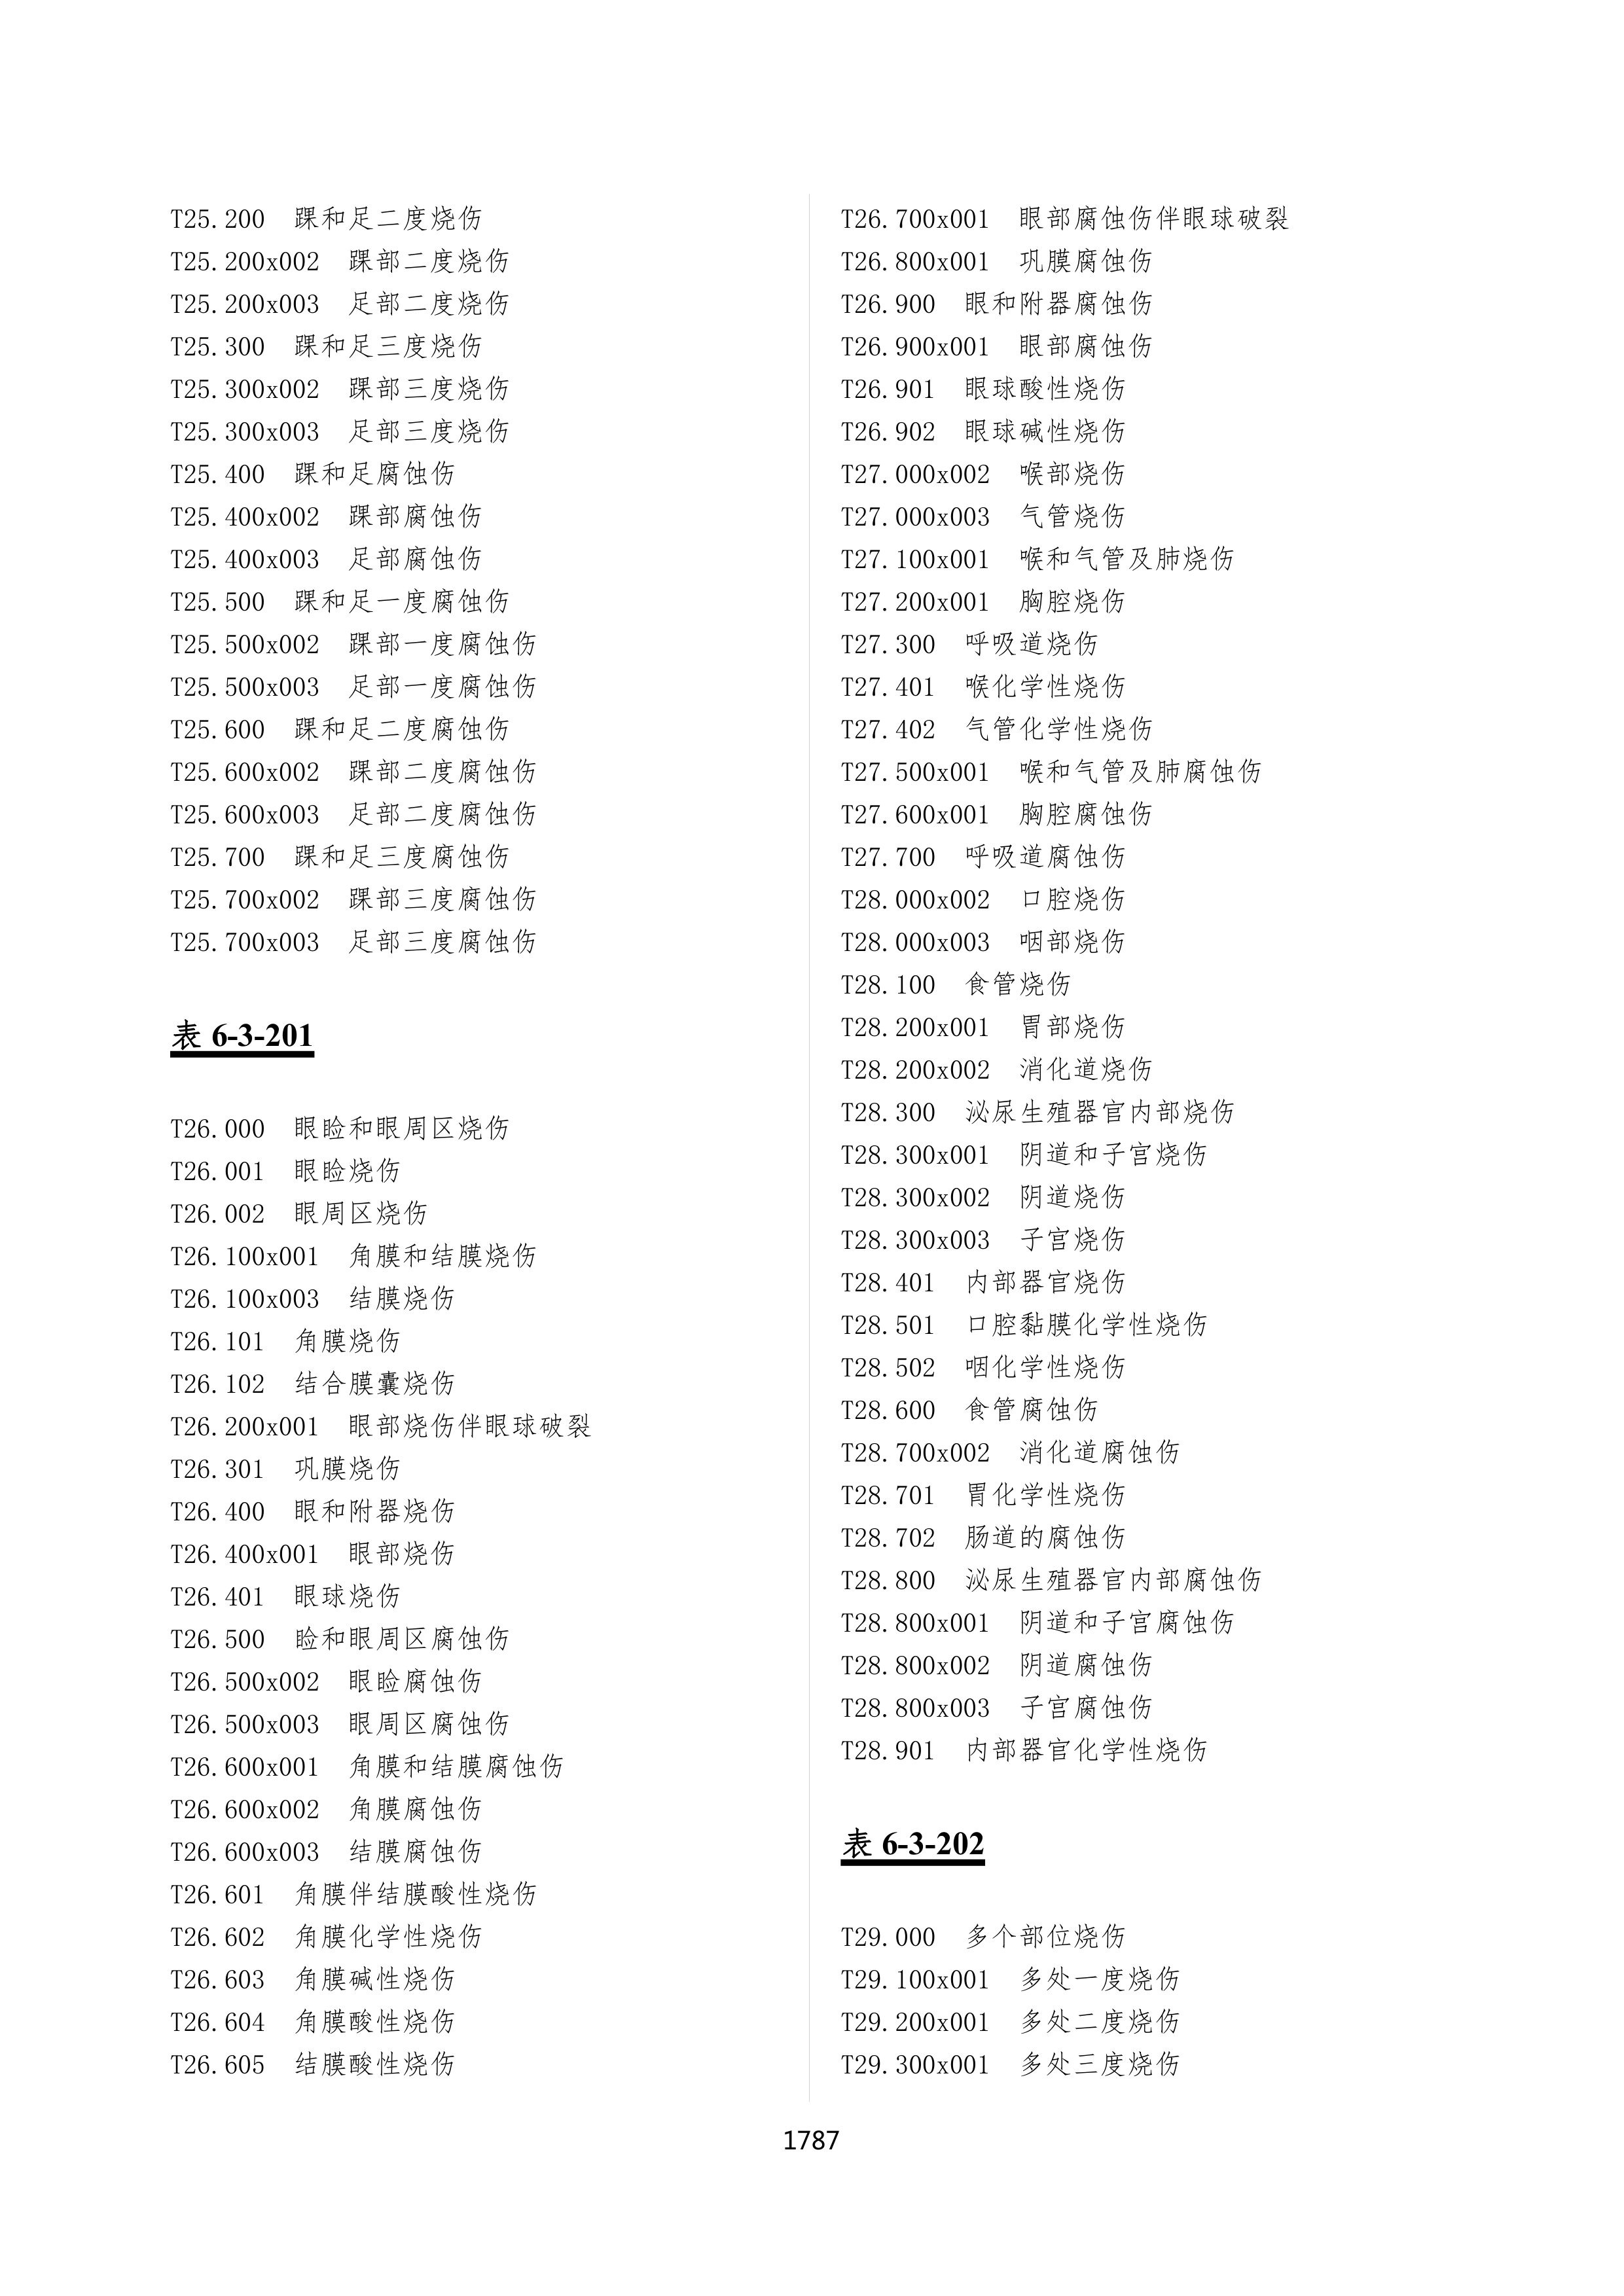 T25.200 踝和足二度烧伤
T25.200x002 踝部二度烧伤
T25.200x003 足部二度烧伤
T25.300 踝和足三度烧伤
T25.300x002 踝部三度烧伤
T25.300x003 足部三度烧伤
T25.400 踝和足腐蚀伤
T25.400x002 踝部腐蚀伤
T25.400x003 足部腐蚀伤
T25.500 踝和足一度腐蚀伤
T25.500x002 踝部一度腐蚀伤
T25.500x003 足部一度腐蚀伤
T25.600 踝和足二度腐蚀伤
T25.600x002 踝部二度腐蚀伤
T25.600x003 足部二度腐蚀伤
T25.700 踝和足三度腐蚀伤
T25.700x002 踝部三度腐蚀伤
T25.700x003 足部三度腐蚀伤
表 6-3-201
T26.000 眼睑和眼周区烧伤
T26.001 眼睑烧伤
T26.002 眼周区烧伤
T26.100x001 角膜和结膜烧伤
T26.100x003 结膜烧伤
T26.101 角膜烧伤
T26.102 结合膜囊烧伤
T26.200x001 眼部烧伤伴眼球破裂
T26.301 巩膜烧伤
T26.400 眼和附器烧伤
T26.400x001 眼部烧伤
T26.401 眼球烧伤
T26.500 睑和眼周区腐蚀伤
T26.500x002 眼睑腐蚀伤
T26.500x003 眼周区腐蚀伤
T26.600x001 角膜和结膜腐蚀伤
T26.600x002 角膜腐蚀伤
T26.600x003 结膜腐蚀伤
T26.601 角膜伴结膜酸性烧伤
T26.602 角膜化学性烧伤
T26.603 角膜碱性烧伤
T26.604 角膜酸性烧伤
T26.605 结膜酸性烧伤
T26.700x001 眼部腐蚀伤伴眼球破裂
T26.800x001 巩膜腐蚀伤
T26.900 眼和附器腐蚀伤
T26.900x001 眼部腐蚀伤
T26.901 眼球酸性烧伤
T26.902 眼球碱性烧伤
T27.000x002 喉部烧伤
T27.000x003 气管烧伤
T27.100x001 喉和气管及肺烧伤
T27.200x001 胸腔烧伤
T27.300 呼吸道烧伤
T27.401 喉化学性烧伤
T27.402 气管化学性烧伤
T27.500x001 喉和气管及肺腐蚀伤
T27.600x001 胸腔腐蚀伤
T27.700 呼吸道腐蚀伤
T28.000x002 口腔烧伤
T28.000x003 咽部烧伤
T28.100 食管烧伤
T28.200x001 胃部烧伤
T28.200x002 消化道烧伤
T28.300 泌尿生殖器官内部烧伤
T28.300x001 阴道和子宫烧伤
T28.300x002 阴道烧伤
T28.300x003 子宫烧伤
T28.401 内部器官烧伤
T28.501 口腔黏膜化学性烧伤
T28.502 咽化学性烧伤
T28.600 食管腐蚀伤
T28.700x002 消化道腐蚀伤
T28.701 胃化学性烧伤
T28.702 肠道的腐蚀伤
T28.800 泌尿生殖器官内部腐蚀伤
T28.800x001 阴道和子宫腐蚀伤
T28.800x002 阴道腐蚀伤
T28.800x003 子宫腐蚀伤
T28.901 内部器官化学性烧伤
表 6-3-202
T29.000 多个部位烧伤
T29.100x001 多处一度烧伤
T29.200x001 多处二度烧伤
T29.300x001 多处三度烧伤
1787